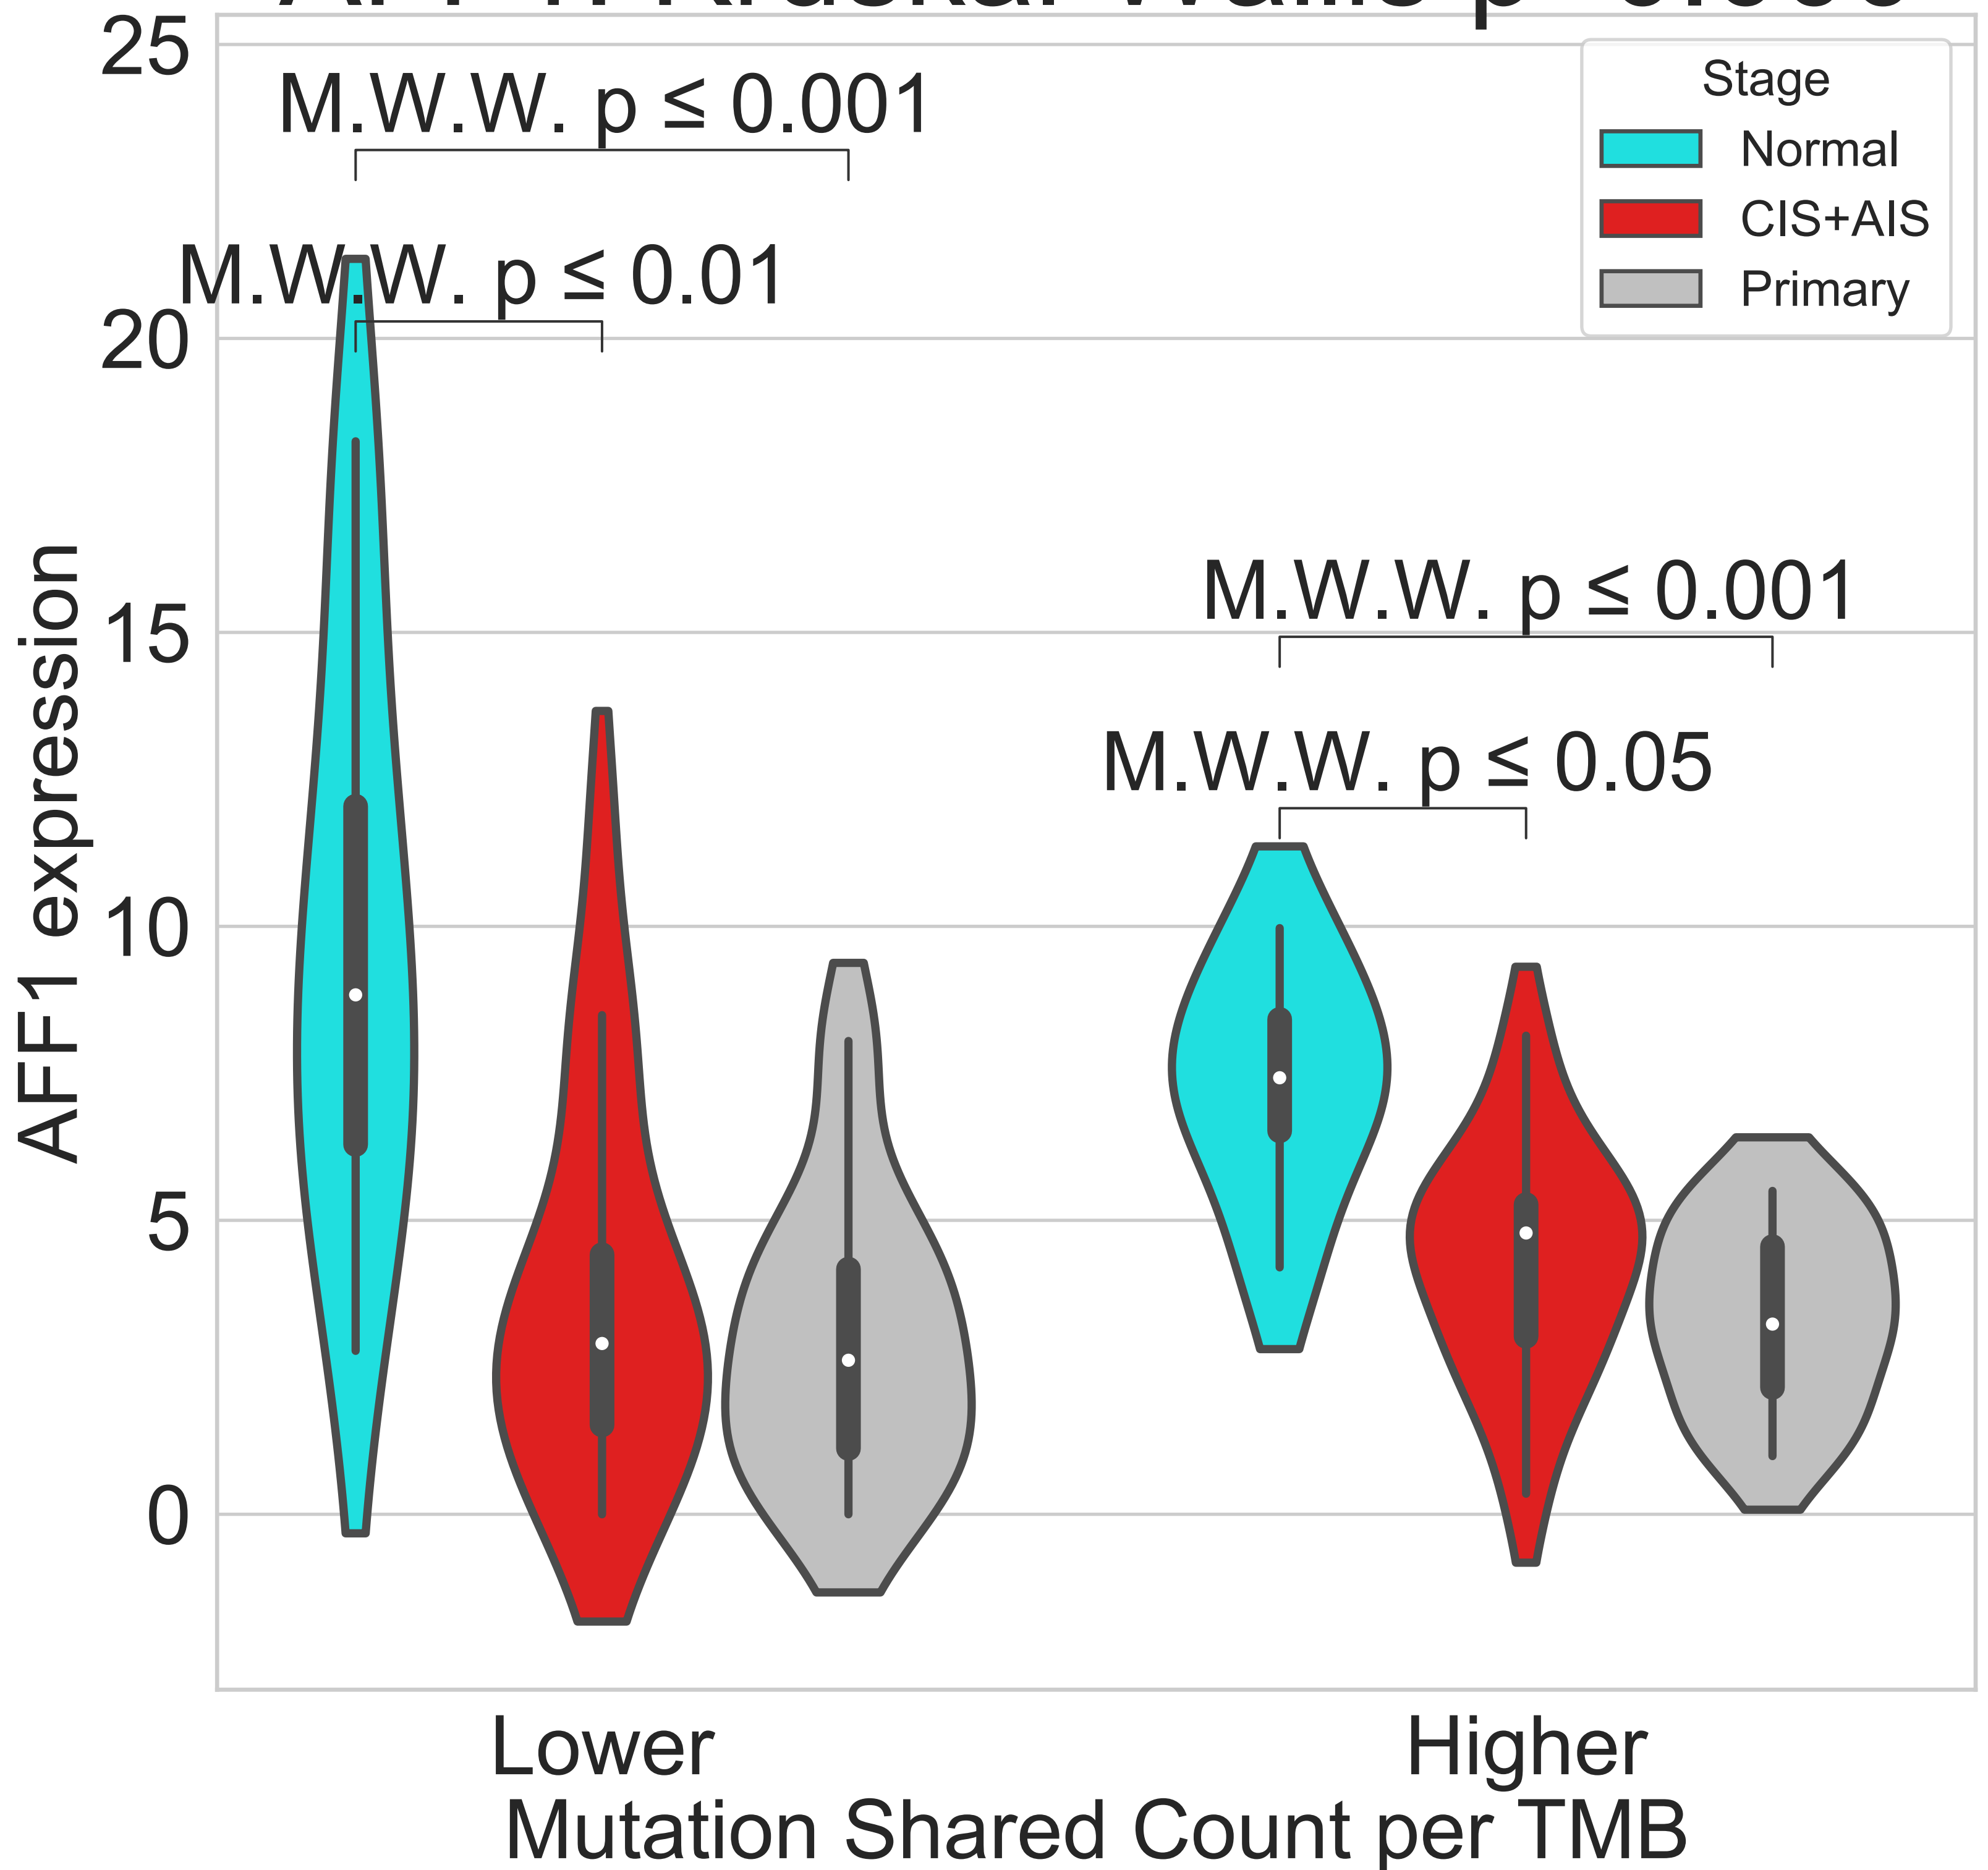 25
M.W.W. p ≤ 0.001
Stage
Normal
CIS+AIS
Primary
M.W.W. p ≤ 0.01
20
M.W.W. p ≤ 0.001
15
M.W.W. p ≤ 0.05
10
5
0
AFF1 expression
Lower
Higher
Mutation Shared Count per TMB